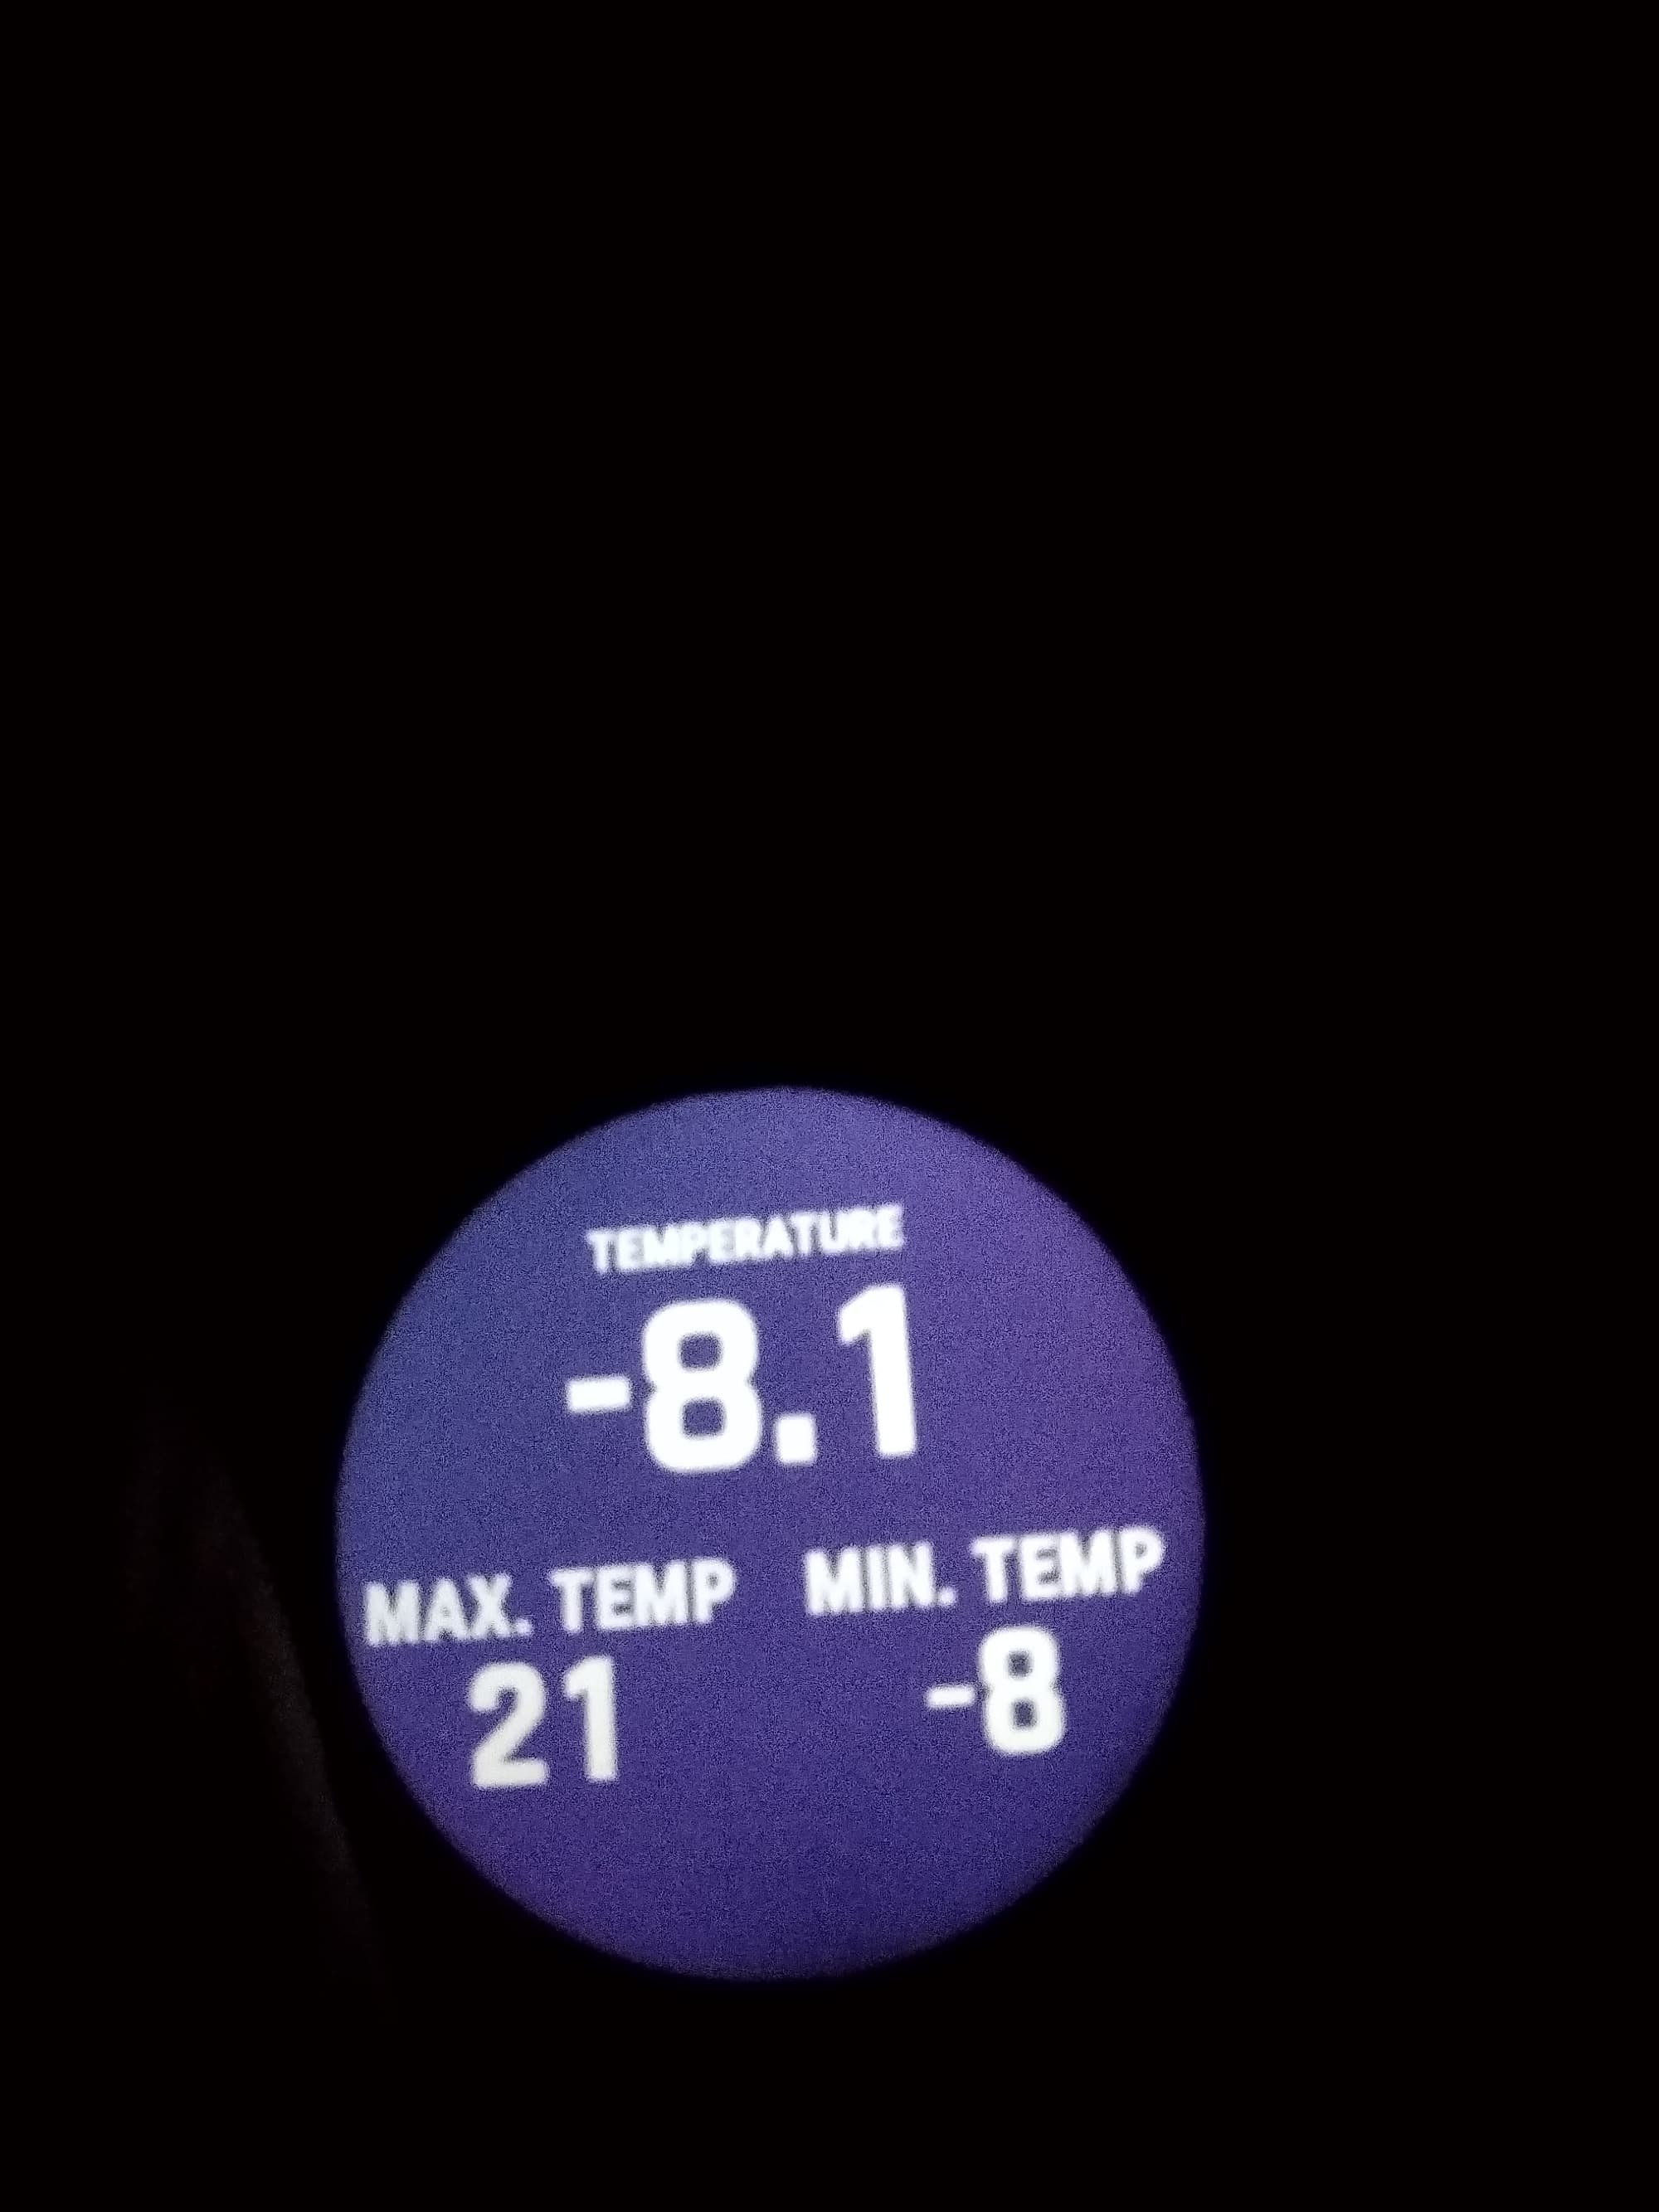 TEMPERATURE
-8.1
MAX. TEMP MIN. TEMP
21 -8